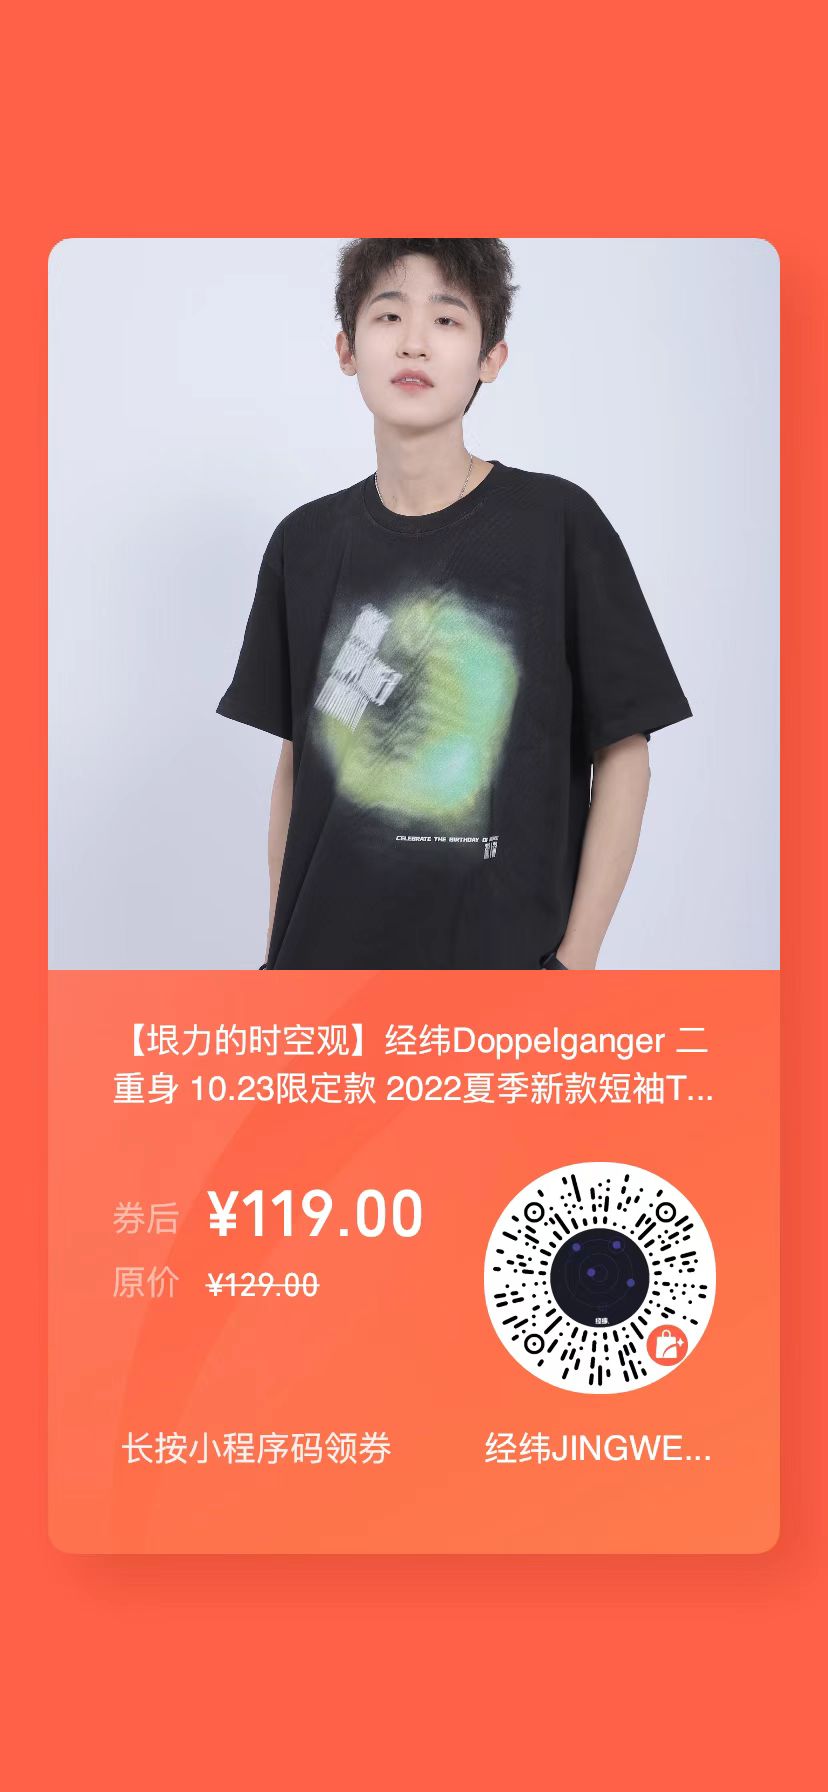 CELEBRATE THE BIRTHDAY OF
【垠力的时空观】经纬Doppelganger 二
重身 10.23限定款 2022夏季新款短袖T...
券后 ¥119.00
原价 ¥129.00
经纬
长按小程序码领券
经纬JINGWE...